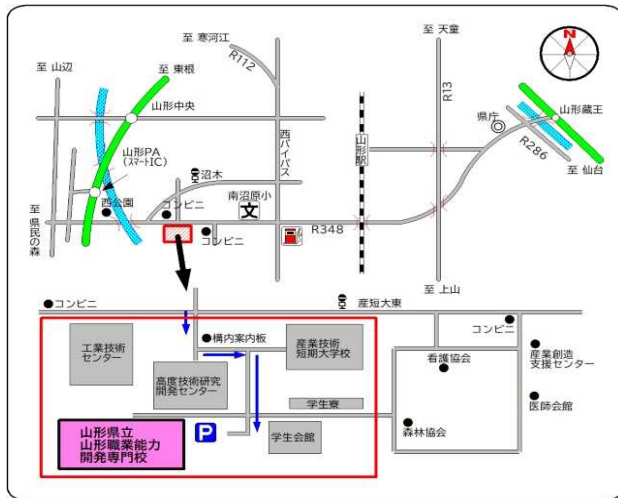 至 天童
至 寒河江
R112
至 山辺
至 東根
N
R13
山形中央
県庁
山形蔵王
山形PA
(スマートIC)
沼木
西バイパス
山形駅
R286
至 仙台
西公園
コンビニ
南沼原小
文
至 県民の森
コンビニ
R348
至 上山
コンビニ
産短大東
コンビニ
構内案内板
工業技術
センター
産業技術
短期大学校
看護協会
産業創造
支援センター
高度技術研究
開発センター
学生寮
医師会館
山形県立
山形職業能力
開発専門校
P
学生会館
森林協会